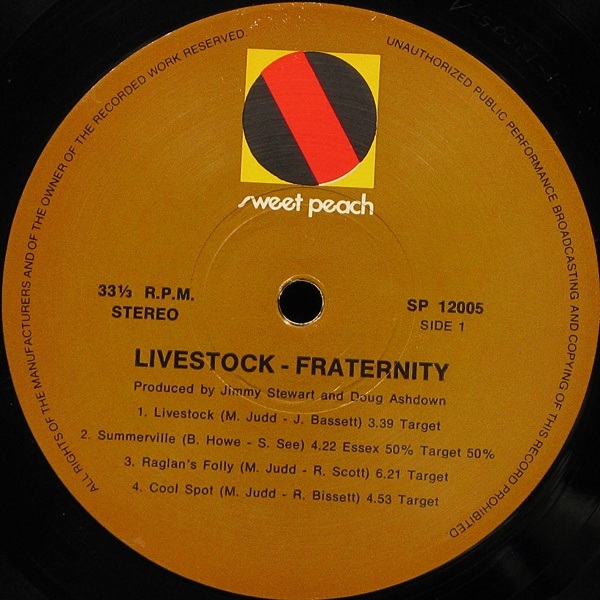 ALL RIGHTS OF THE MANUFACTURERS AND OF THE OWNER OF THE RECORDED WORK RESERVED.
UNAUTHORIZED PUBLIC PERFORMANCE BROADCASTING AND COPYING OF THIS RECORD PROHIBITED.
sweet peach
33⅓ R.P.M.
STEREO
SP 12005
SIDE 1
LIVESTOCK - FRATERNITY
Produced by Jimmy Stewart and Doug Ashdown
1. Livestock (M. Judd - J. Bassett) 3.39 Target
2. Summerville (B. Howe - S. See) 4.22 Essex 50% Target 50%
3. Raglan's Folly (M. Judd - R. Scott) 6.21 Target
4. Cool Spot (M. Judd - R. Bissett) 4.53 Target